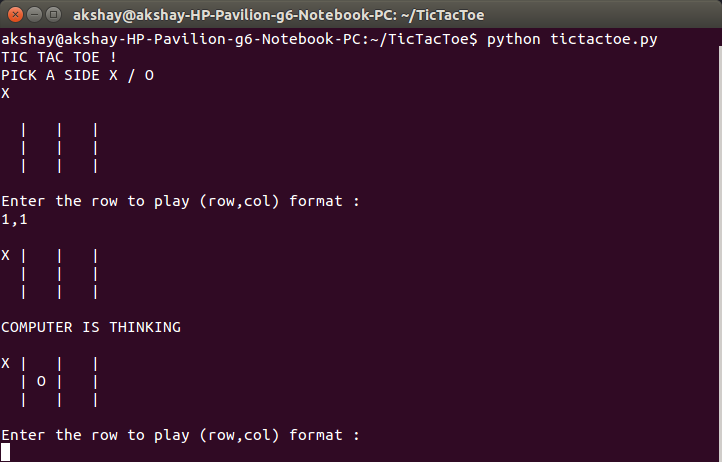 akshay@akshay-HP-Pavilion-g6-Notebook-PC: ~/TicTacToe
akshay@akshay-HP-Pavilion-g6-Notebook-PC:~/TicTacToe$ python tictactoe.py
TIC TAC TOE !
PICK A SIDE X / O
X
  |   |   |
  |   |   |
  |   |   |
Enter the row to play (row,col) format :
1,1
X |   |   |
  |   |   |
  |   |   |
COMPUTER IS THINKING
X |   |   |
  | O |   |
  |   |   |
Enter the row to play (row,col) format :